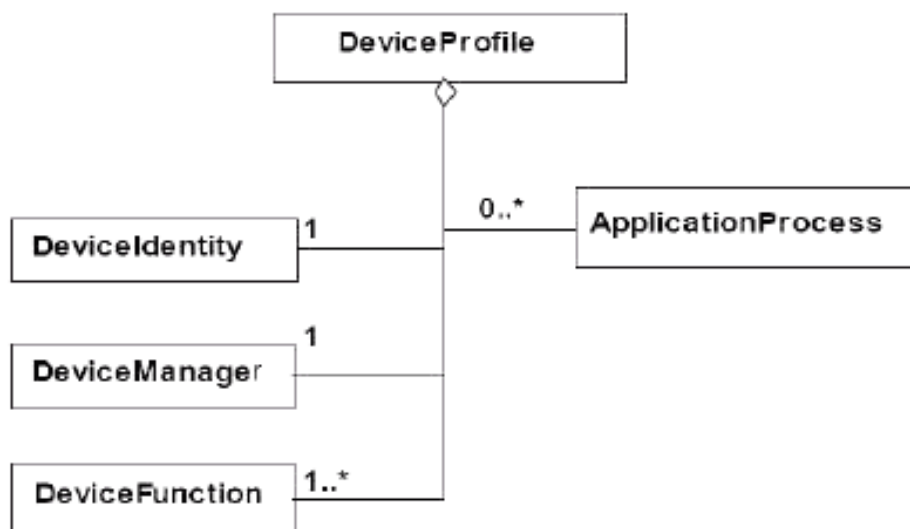 DeviceProfile
0..*
ApplicationProcess
1
DeviceIdentity
1
DeviceManager
1..*
DeviceFunction